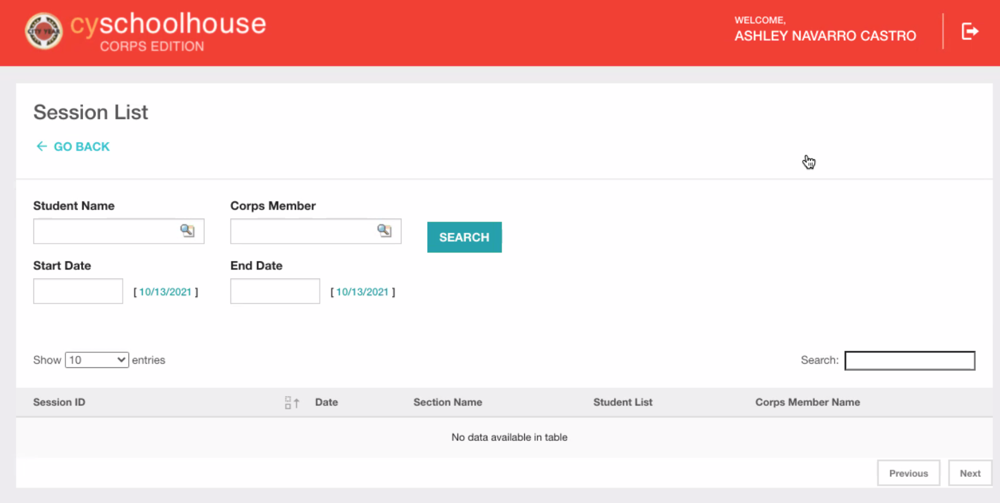 CITY YEAR
cyschoolhouse
CORPS EDITION
WELCOME,
ASHLEY NAVARRO CASTRO
Session List
← GO BACK
Student Name
Corps Member
SEARCH
Start Date
End Date
[ 10/13/2021 ]
[ 10/13/2021 ]
Show 10 entries
Search:
Session ID Date Section Name Student List Corps Member Name
No data available in table
Previous Next